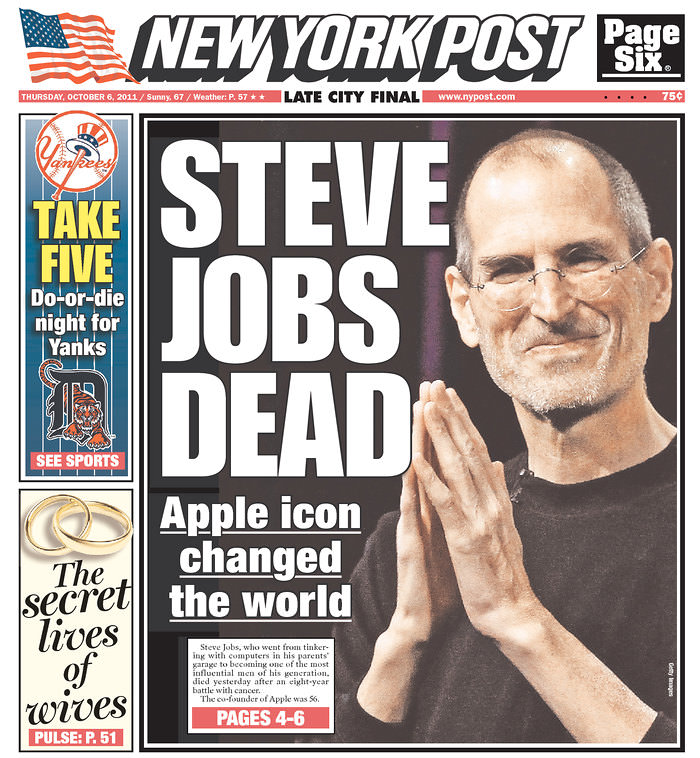 NEW YORK POST
Page
Six®
THURSDAY, OCTOBER 6, 2011 / Sunny, 67 / Weather: P. 57 ★★
LATE CITY FINAL
www.nypost.com
75¢
Yankees
TAKE
FIVE
Do-or-die
night for
Yanks
D
SEE SPORTS
The
secret
lives
of
wives
PULSE: P. 51
STEVE
JOBS
DEAD
Apple icon
changed
the world
Steve Jobs, who went from tinker-
ing with computers in his parents'
garage to becoming one of the most
influential men of his generation,
died yesterday after an eight-year
battle with cancer.
The co-founder of Apple was 56.
PAGES 4-6
Getty Images